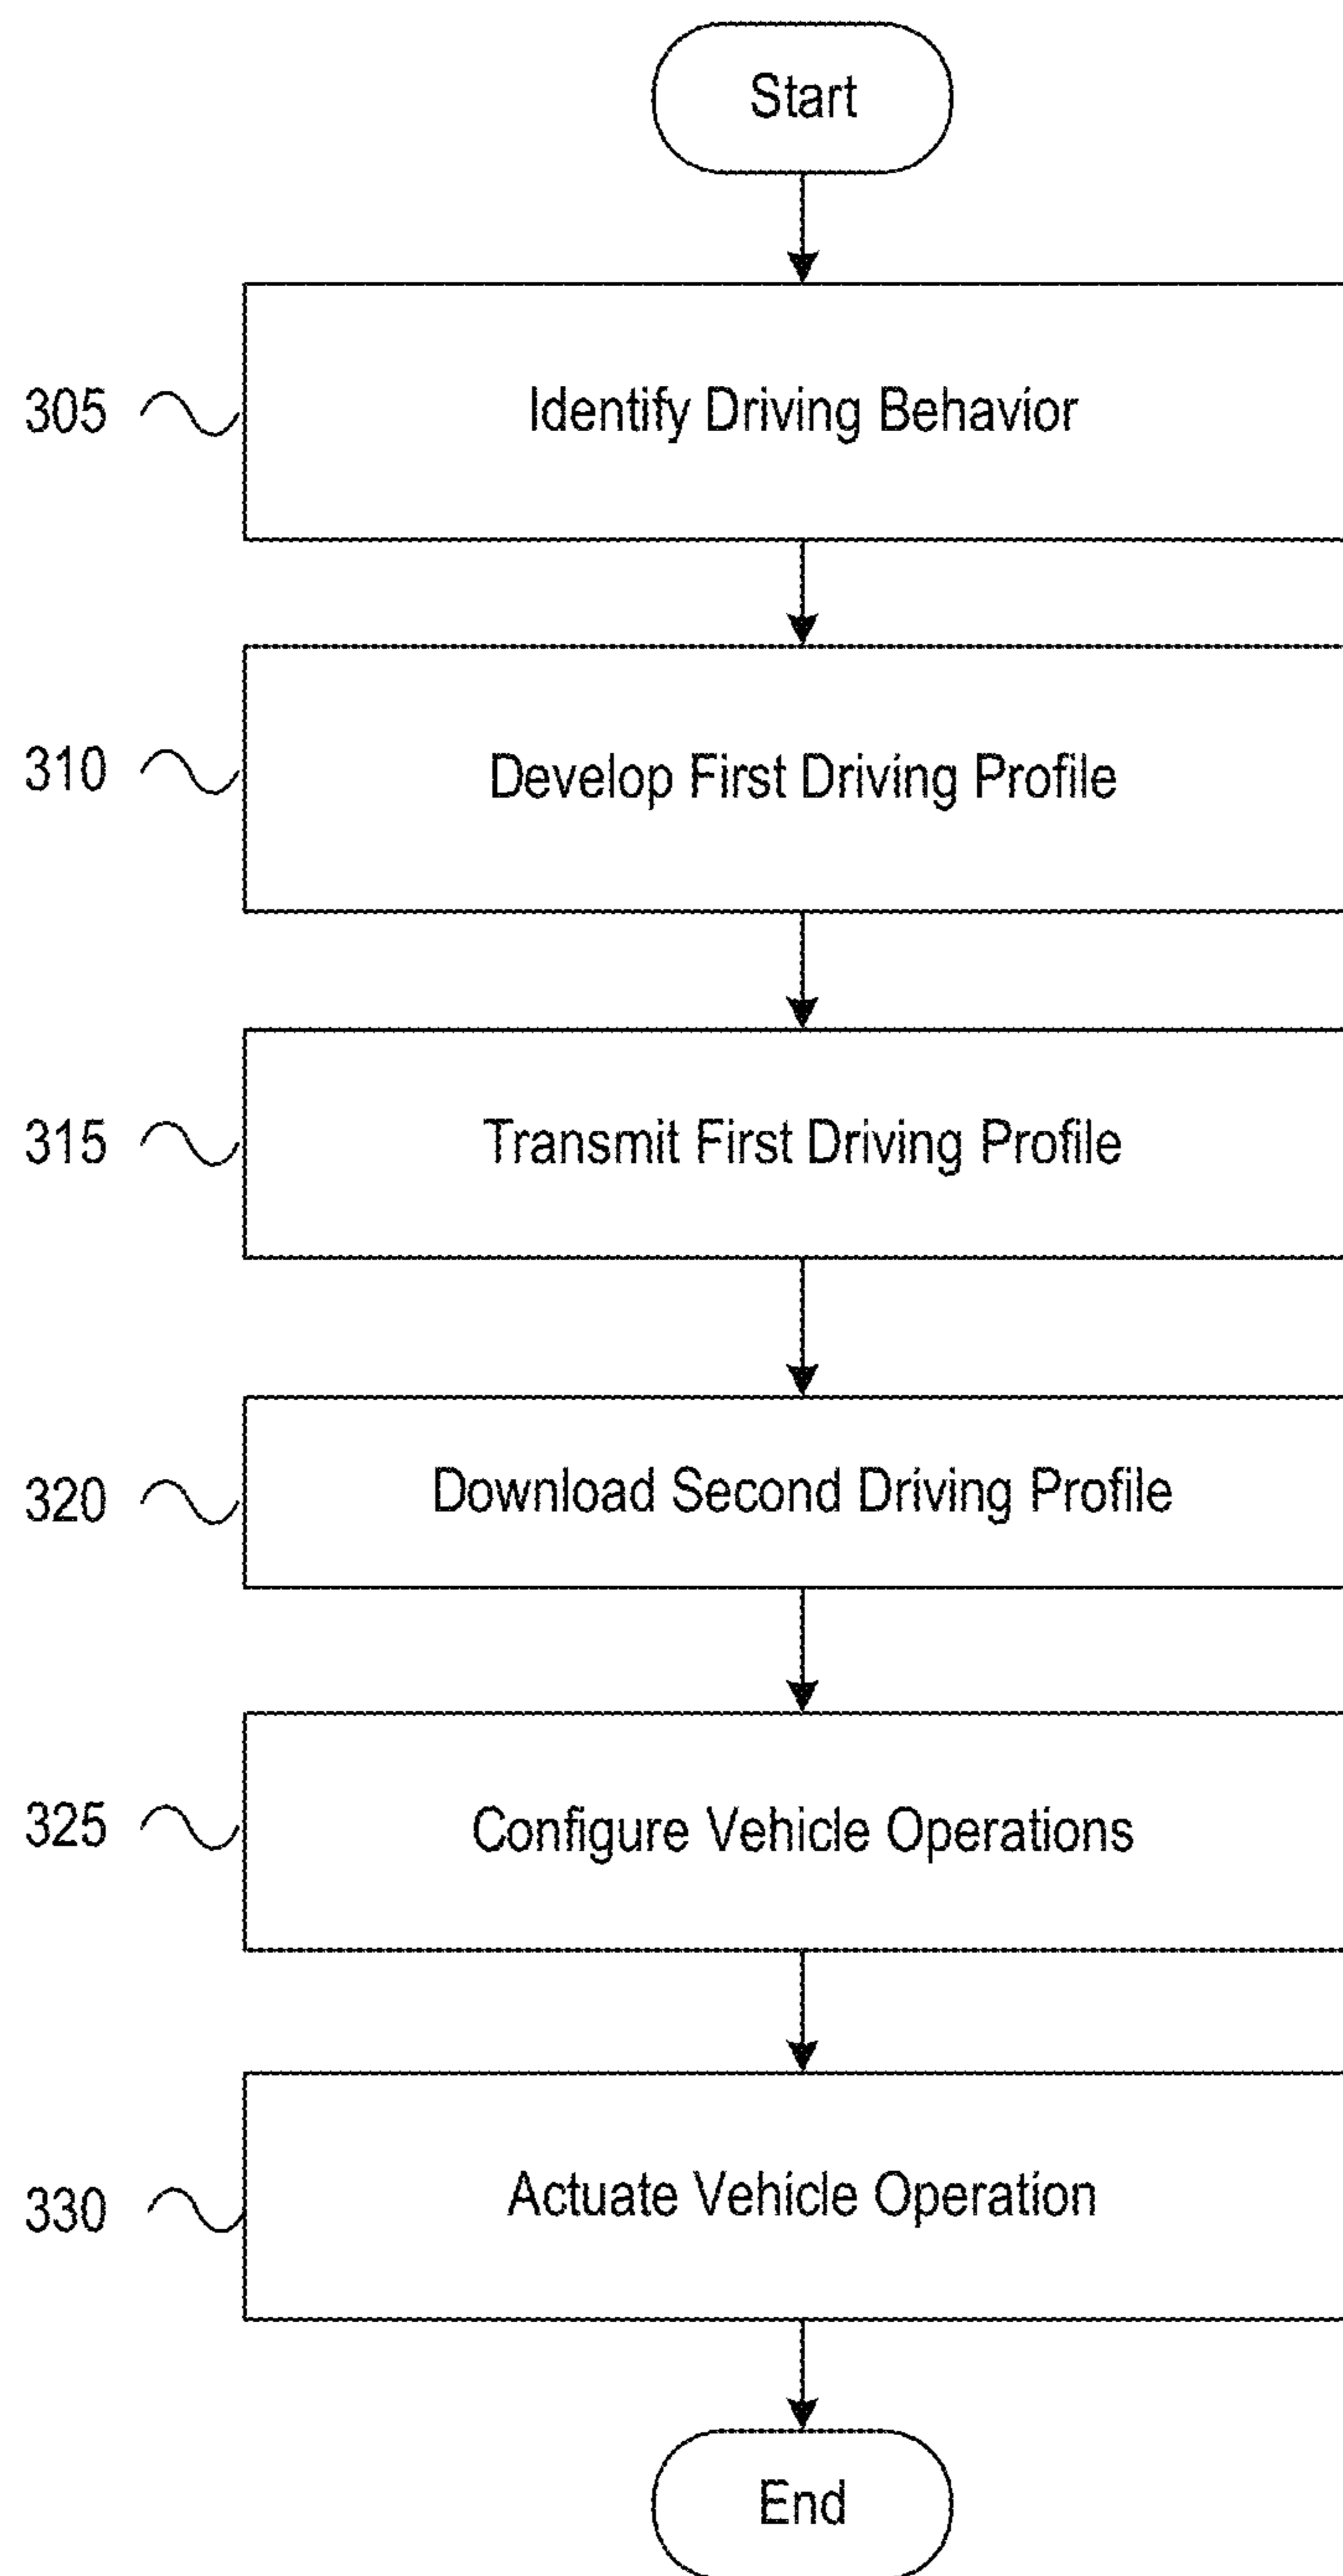 Start
305 Identify Driving Behavior
310 Develop First Driving Profile
315 Transmit First Driving Profile
320 Download Second Driving Profile
325 Configure Vehicle Operations
330 Actuate Vehicle Operation
End